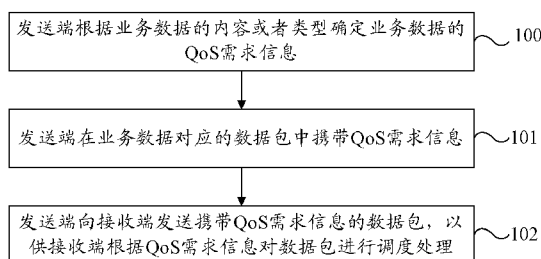 发送端根据业务数据的内容或者类型确定业务数据的
QoS需求信息
100
发送端在业务数据对应的数据包中携带QoS需求信息
101
发送端向接收端发送携带QoS需求信息的数据包，以
供接收端根据QoS需求信息对数据包进行调度处理
102